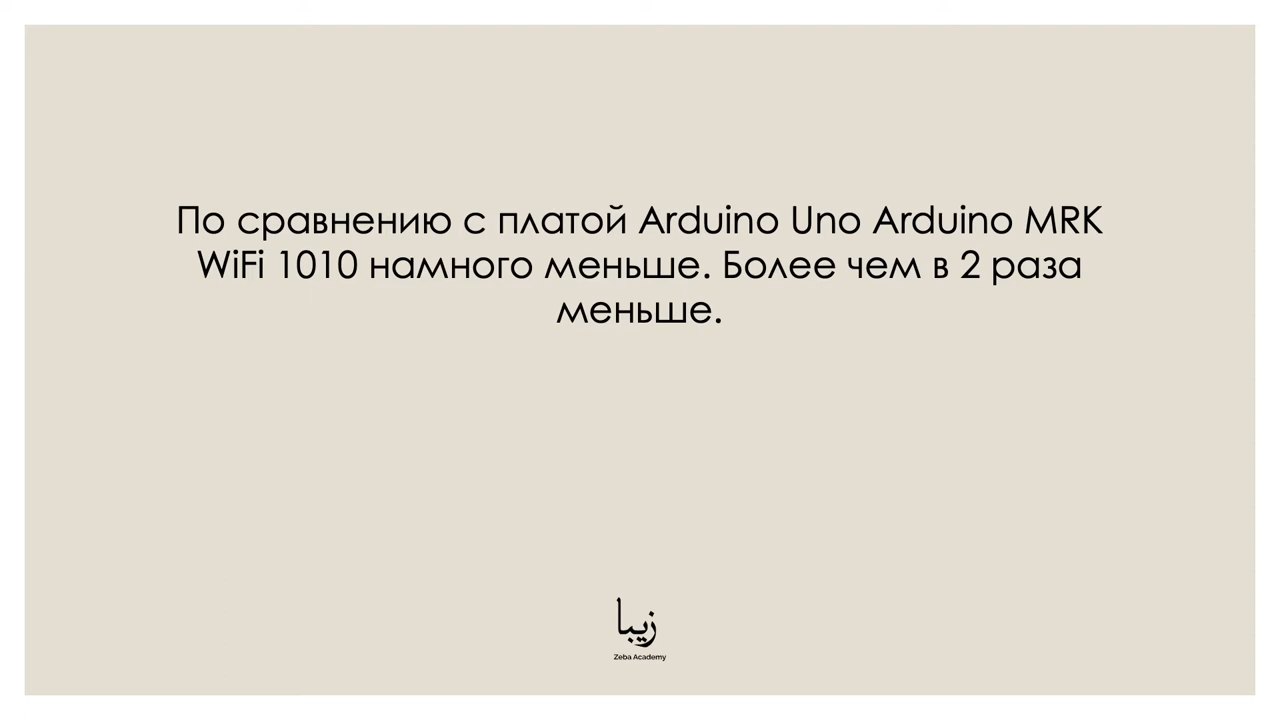 По сравнению с платой Arduino Uno Arduino MRK
WiFi 1010 намного меньше. Более чем в 2 раза
меньше.
زيبا
Zeba Academy